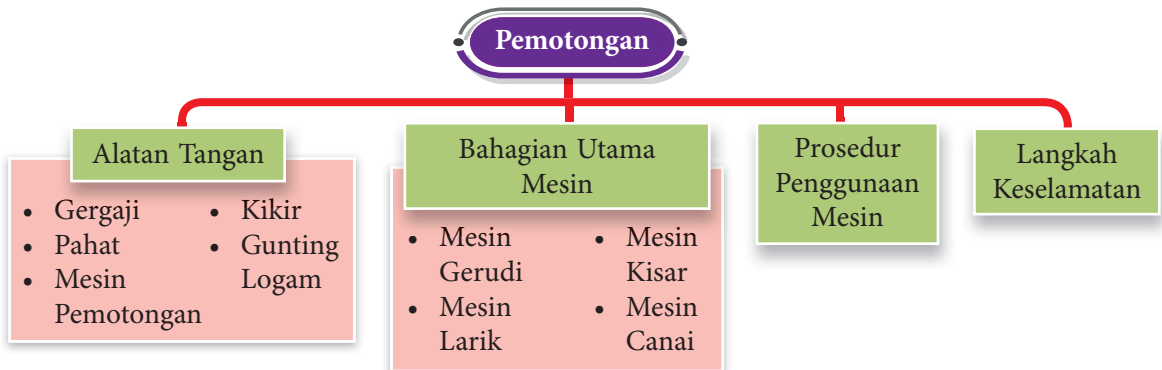 Pemotongan
Alatan Tangan
• Gergaji
• Pahat
• Mesin
Pemotongan
• Kikir
• Gunting
Logam
Bahagian Utama
Mesin
• Mesin
Gerudi
• Mesin
Larik
• Mesin
Kisar
• Mesin
Canai
Prosedur
Penggunaan
Mesin
Langkah
Keselamatan